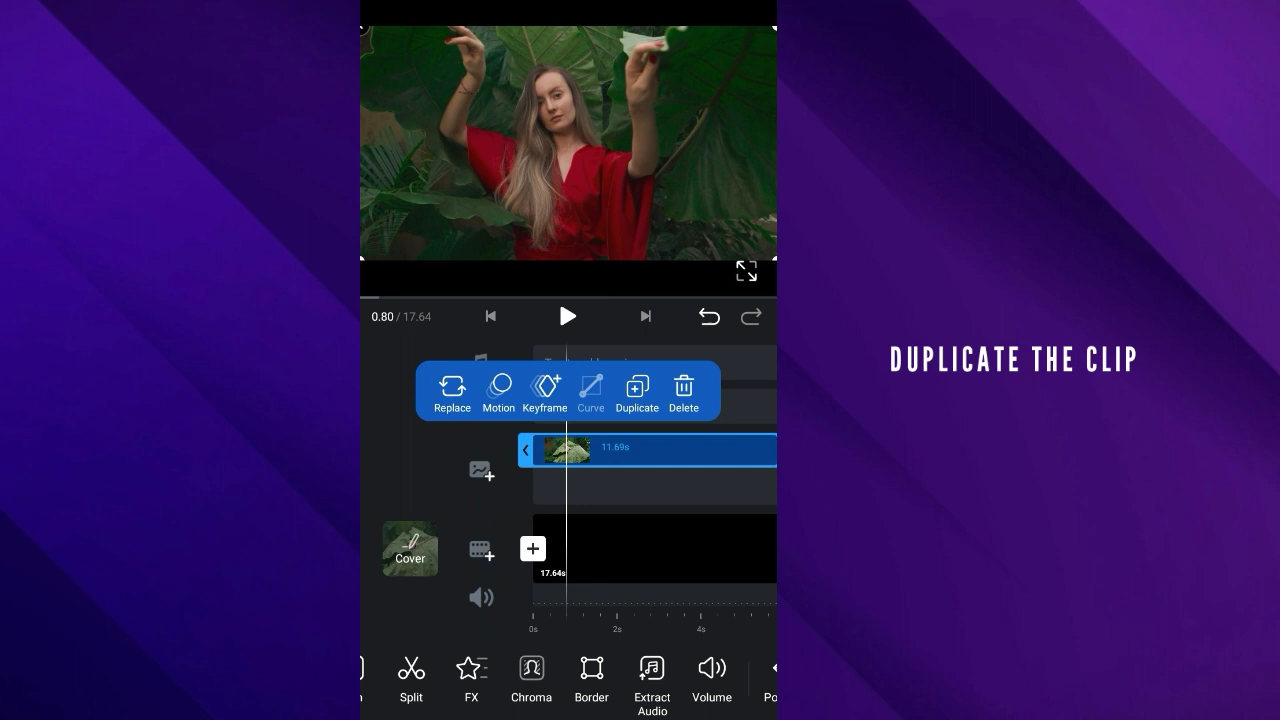 0.80 / 17.64
Replace
Motion
Keyframe
Curve
Duplicate
Delete
11.69s
Cover
17.64s
0s
2s
4s
Split
FX
Chroma
Border
Extract
Audio
Volume
DUPLICATE THE CLIP